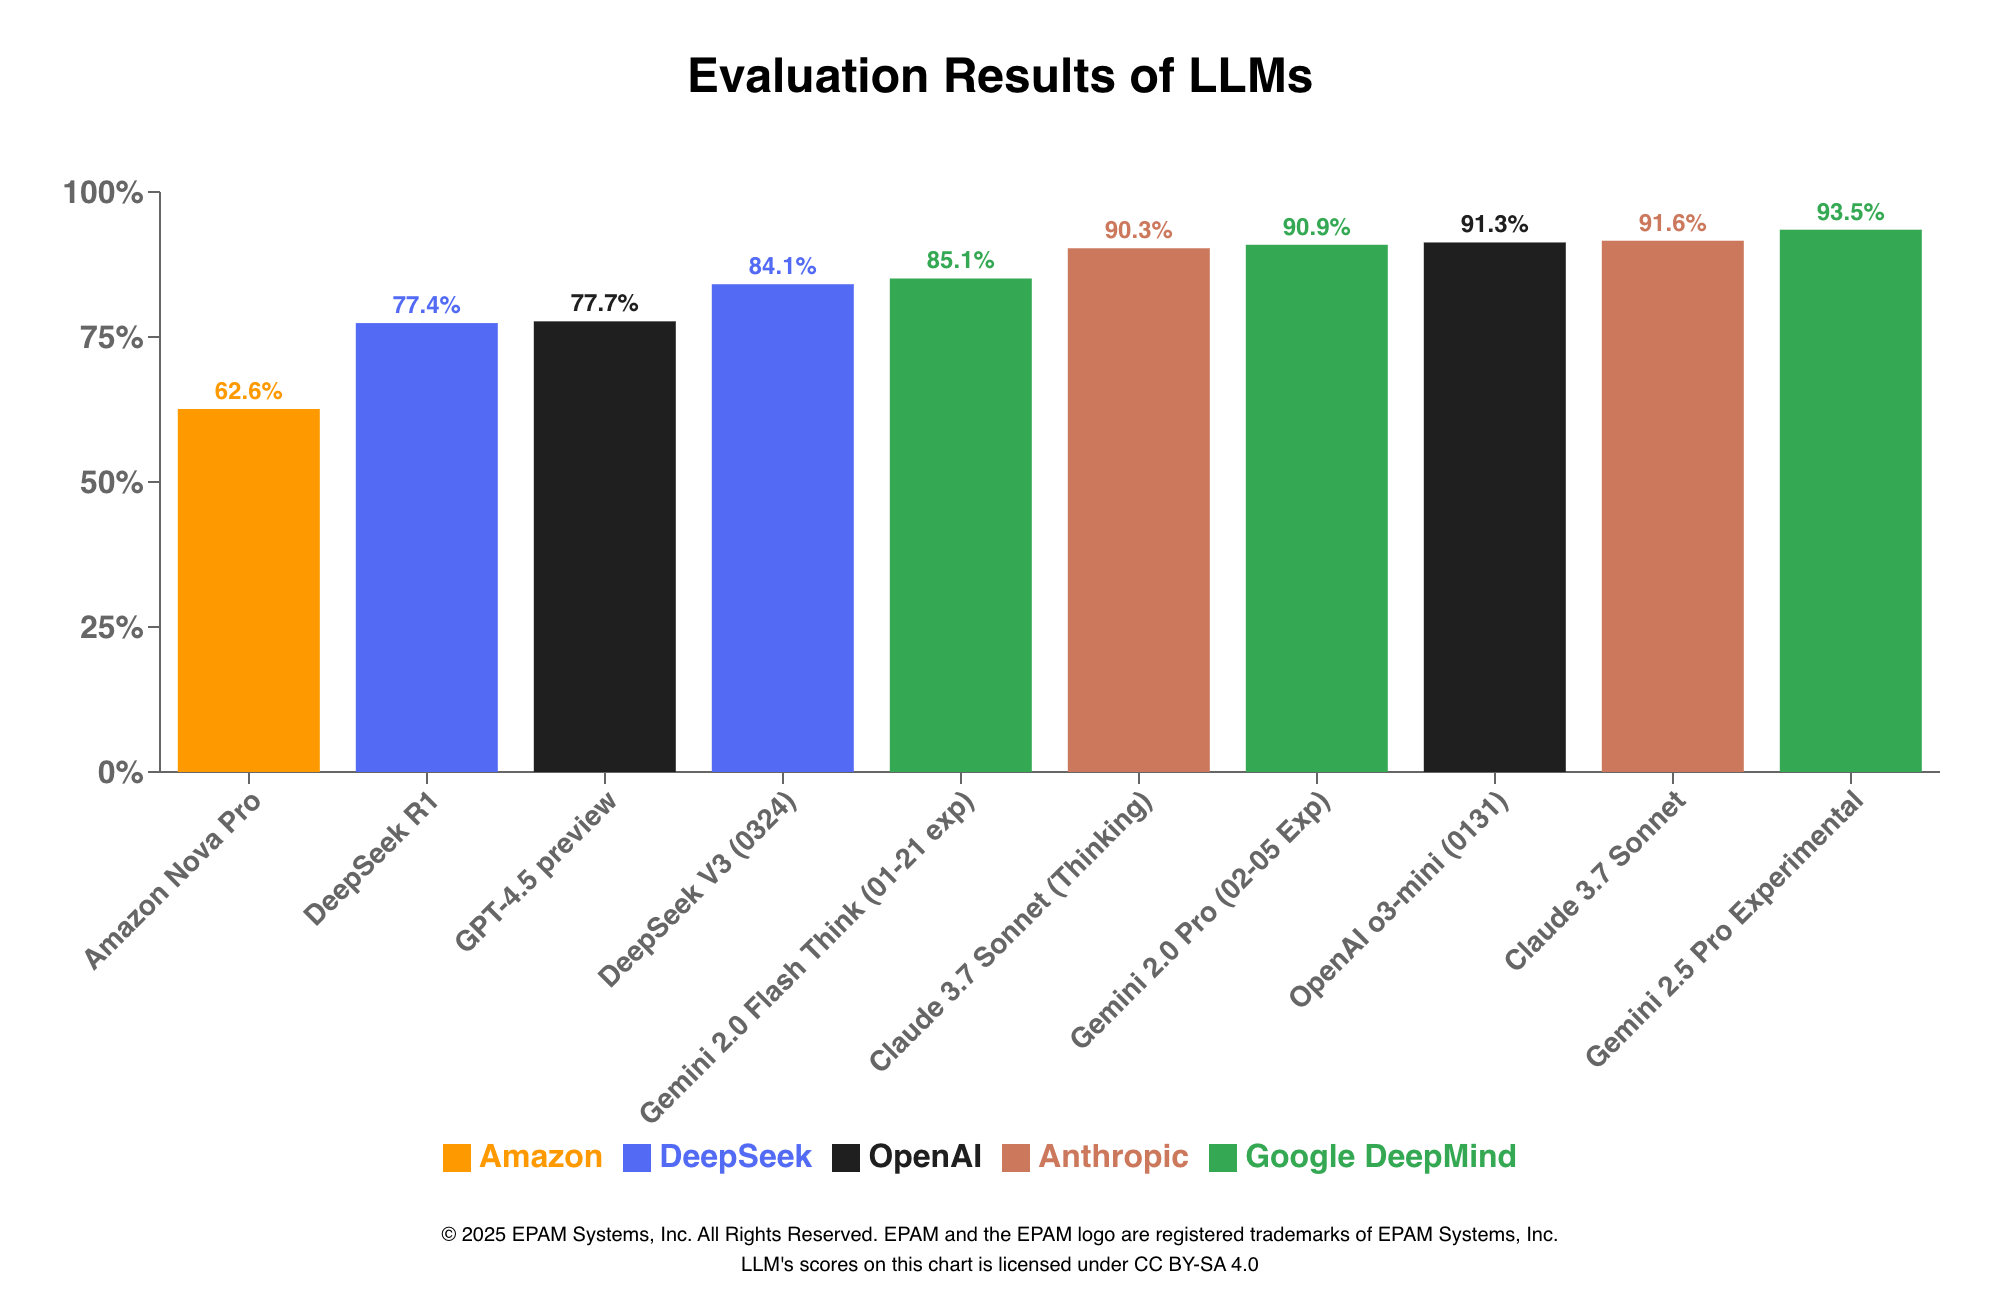 Evaluation Results of LLMs
100%
75%
50%
25%
0%
62.6%
77.4%
77.7%
84.1%
85.1%
90.3%
90.9%
91.3%
91.6%
93.5%
Amazon Nova Pro
DeepSeek R1
GPT-4.5 preview
DeepSeek V3 (0324)
Gemini 2.0 Flash Think (01-21 exp)
Claude 3.7 Sonnet (Thinking)
Gemini 2.0 Pro (02-05 Exp)
OpenAI o3-mini (0131)
Claude 3.7 Sonnet
Gemini 2.5 Pro Experimental
Amazon DeepSeek OpenAI Anthropic Google DeepMind
© 2025 EPAM Systems, Inc. All Rights Reserved. EPAM and the EPAM logo are registered trademarks of EPAM Systems, Inc.
LLM's scores on this chart is licensed under CC BY-SA 4.0